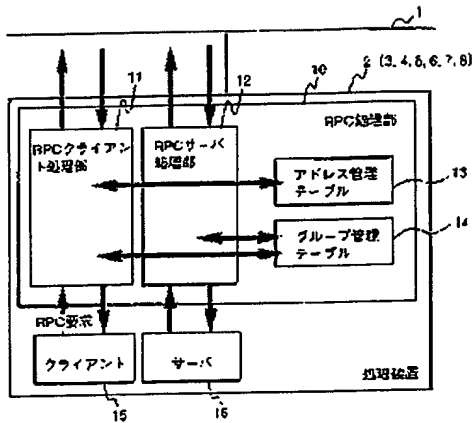 1
2 (3,4,5,6,7,8)
10
11
12
RPC処理部
RPCクライアン
ト処理部
RPCサーバ
処理部
アドレス管理
テーブル
13
グループ管理
テーブル
14
RPC要求
クライアント
サーバ
処理装置
15
16